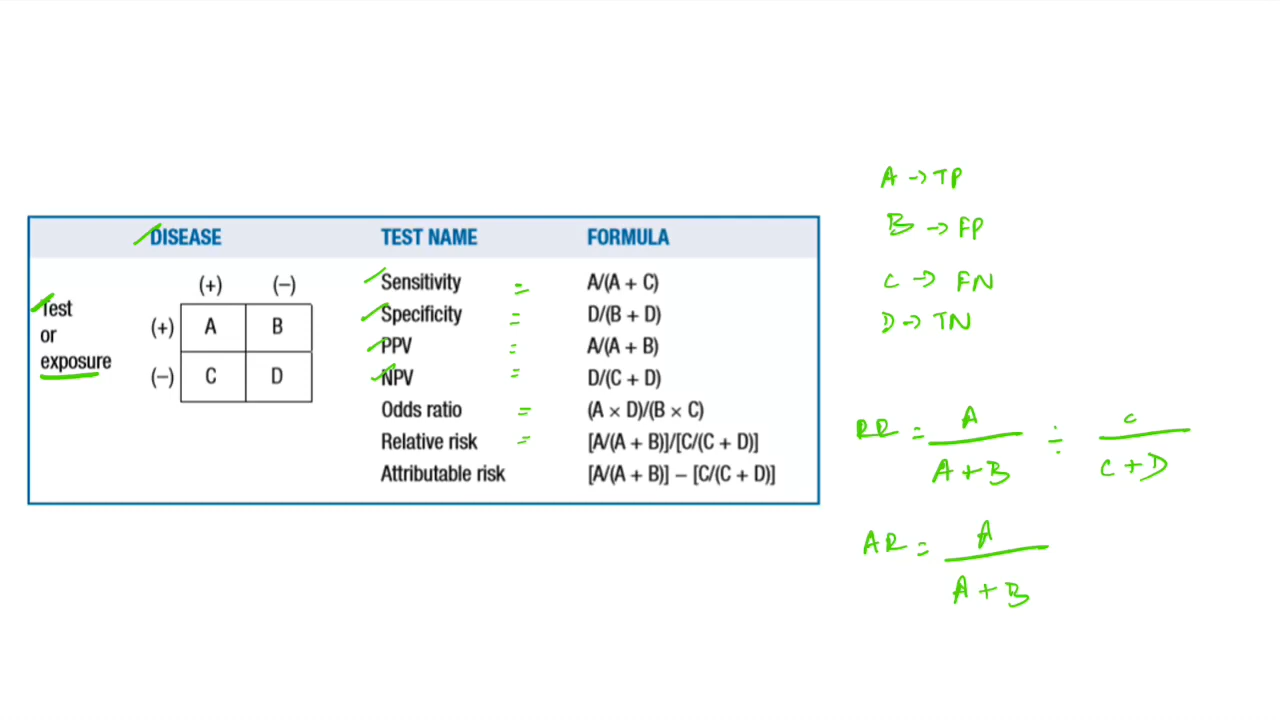 DISEASE TEST NAME FORMULA
(+) (−) Sensitivity = A/(A + C)
Test Specificity = D/(B + D)
or (+) A B PPV = A/(A + B)
exposure (−) C D NPV = D/(C + D)
Odds ratio = (A × D)/(B × C)
Relative risk = [A/(A + B)]/[C/(C + D)]
Attributable risk [A/(A + B)] − [C/(C + D)]
A → TP
B → FP
C → FN
D → TN
RR = A / A + B ÷ C / C + D
AR = A / A + B